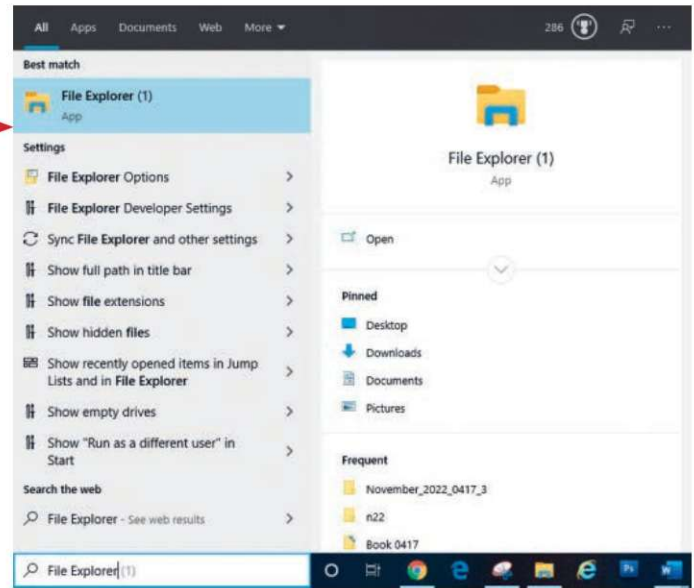 All Apps Documents Web More 286
Best match
File Explorer (1)
App
Settings
File Explorer Options
File Explorer Developer Settings
Sync File Explorer and other settings
Show full path in title bar
Show file extensions
Show hidden files
Show recently opened items in Jump
Lists and in File Explorer
Show empty drives
Show "Run as a different user" in
Start
Search the web
File Explorer - See web results
File Explorer (1)
File Explorer (1)
App
Open
Pinned
Desktop
Downloads
Documents
Pictures
Frequent
November_2022_0417_3
n22
Book 0417
Ps